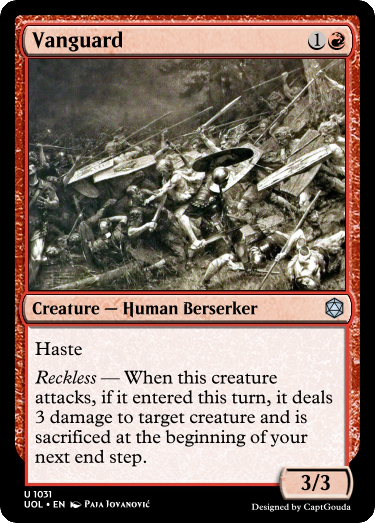 Vanguard 1
Creature — Human Berserker
Haste
Reckless — When this creature
attacks, if it entered this turn, it deals
3 damage to target creature and is
sacrificed at the beginning of your
next end step.
3/3
U 1031
UOL • EN Paja Jovanović
Designed by CaptGouda